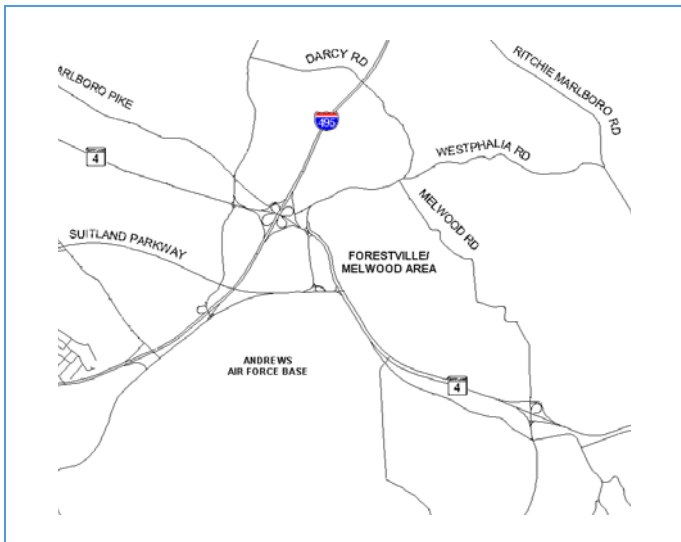 DARCY RD
RITCHIE MARLBORO RD
ARLBORO PIKE
495
4
WESTPHALIA RD
MELWOOD RD
SUITLAND PARKWAY
FORESTVILLE/
MELWOOD AREA
ANDREWS
AIR FORCE BASE
4